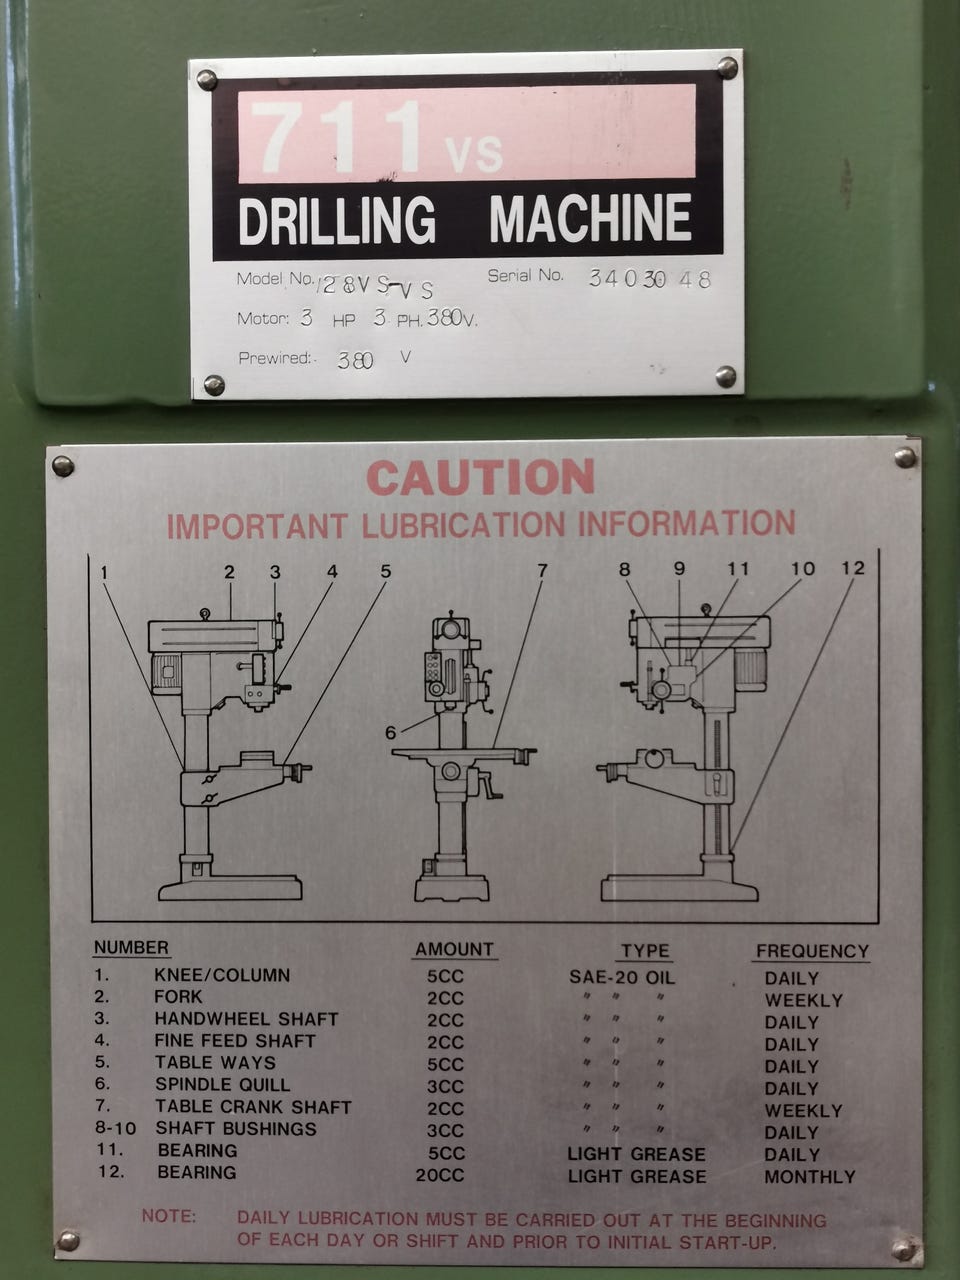 711 VS
DRILLING MACHINE
Model No. 128VS-VS Serial No. 3403048
Motor: 3 HP 3 PH. 380V.
Prewired: 380 V
CAUTION
IMPORTANT LUBRICATION INFORMATION
1 2 3 4 5 7 8 9 11 10 12
6
NUMBER AMOUNT TYPE FREQUENCY
1. KNEE/COLUMN 5CC SAE-20 OIL DAILY
2. FORK 2CC " " " WEEKLY
3. HANDWHEEL SHAFT 2CC " " " DAILY
4. FINE FEED SHAFT 2CC " " " DAILY
5. TABLE WAYS 5CC " " " DAILY
6. SPINDLE QUILL 3CC " " " DAILY
7. TABLE CRANK SHAFT 2CC " " " WEEKLY
8-10 SHAFT BUSHINGS 3CC " " " DAILY
11. BEARING 5CC LIGHT GREASE DAILY
12. BEARING 20CC LIGHT GREASE MONTHLY
NOTE: DAILY LUBRICATION MUST BE CARRIED OUT AT THE BEGINNING
OF EACH DAY OR SHIFT AND PRIOR TO INITIAL START-UP.